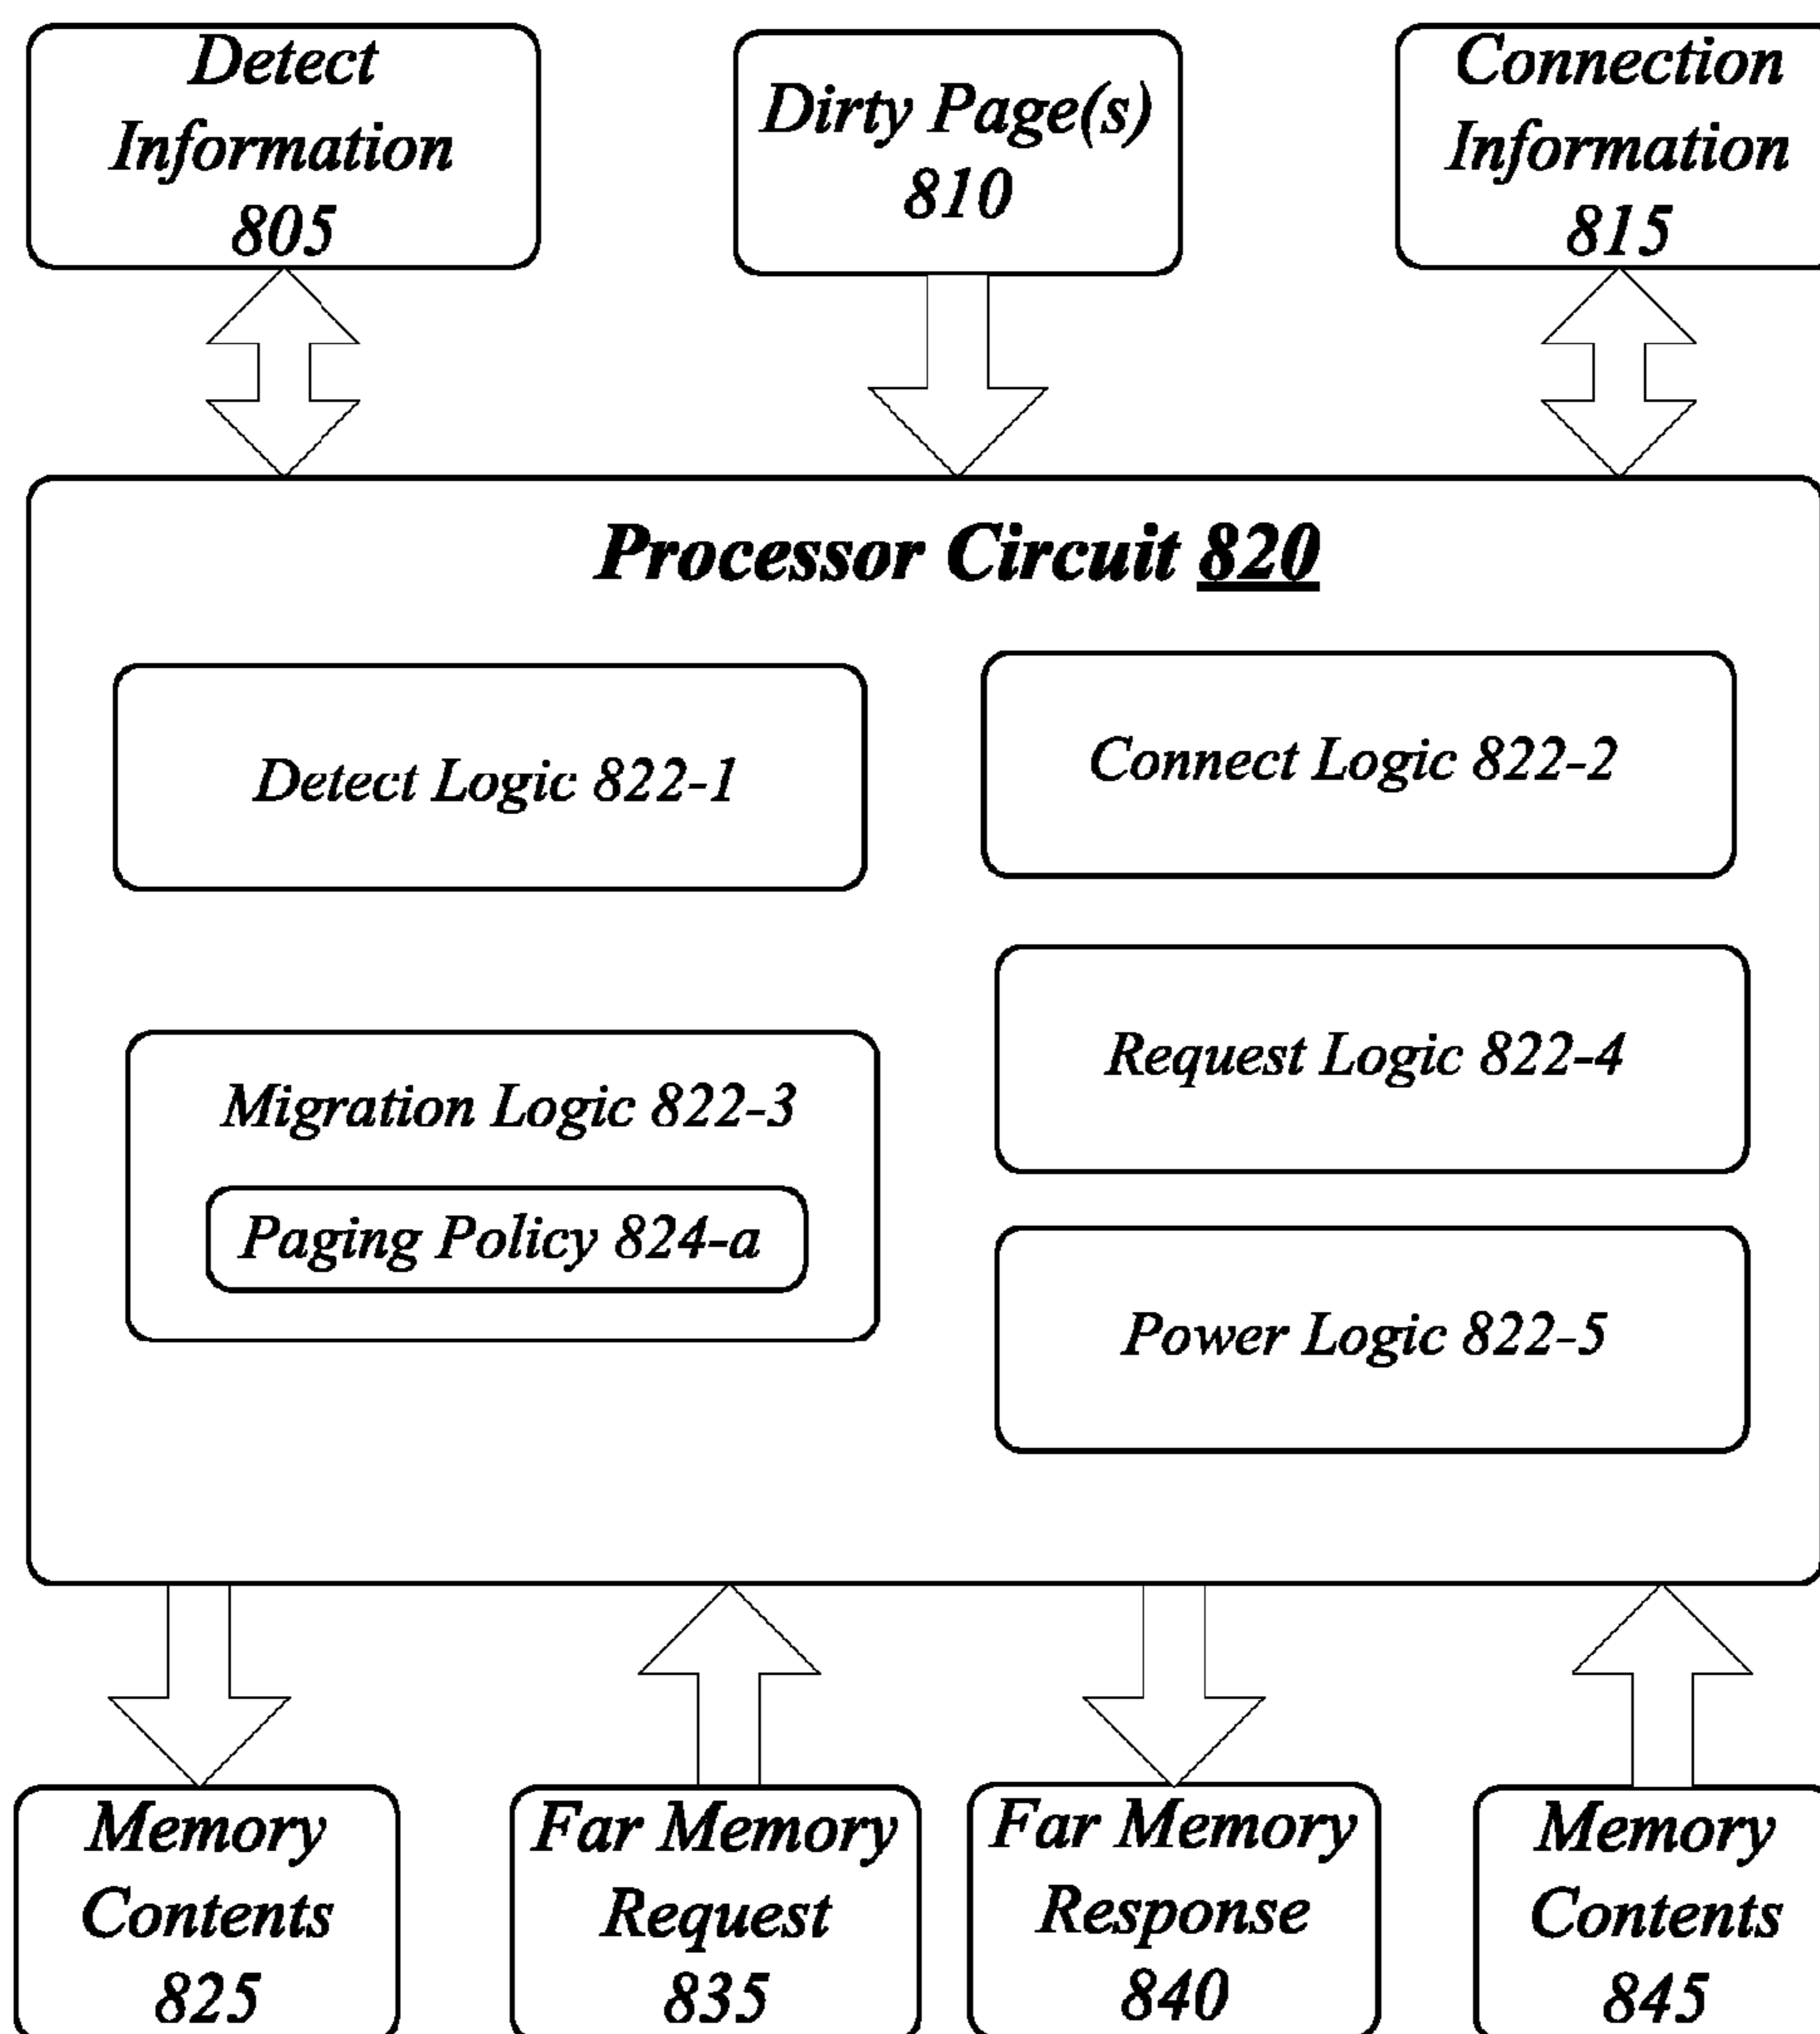 Detect
Information
805
Dirty Page(s)
810
Connection
Information
815
Processor Circuit 820
Detect Logic 822-1
Connect Logic 822-2
Migration Logic 822-3
Paging Policy 824-a
Request Logic 822-4
Power Logic 822-5
Memory
Contents
825
Far Memory
Request
835
Far Memory
Response
840
Memory
Contents
845